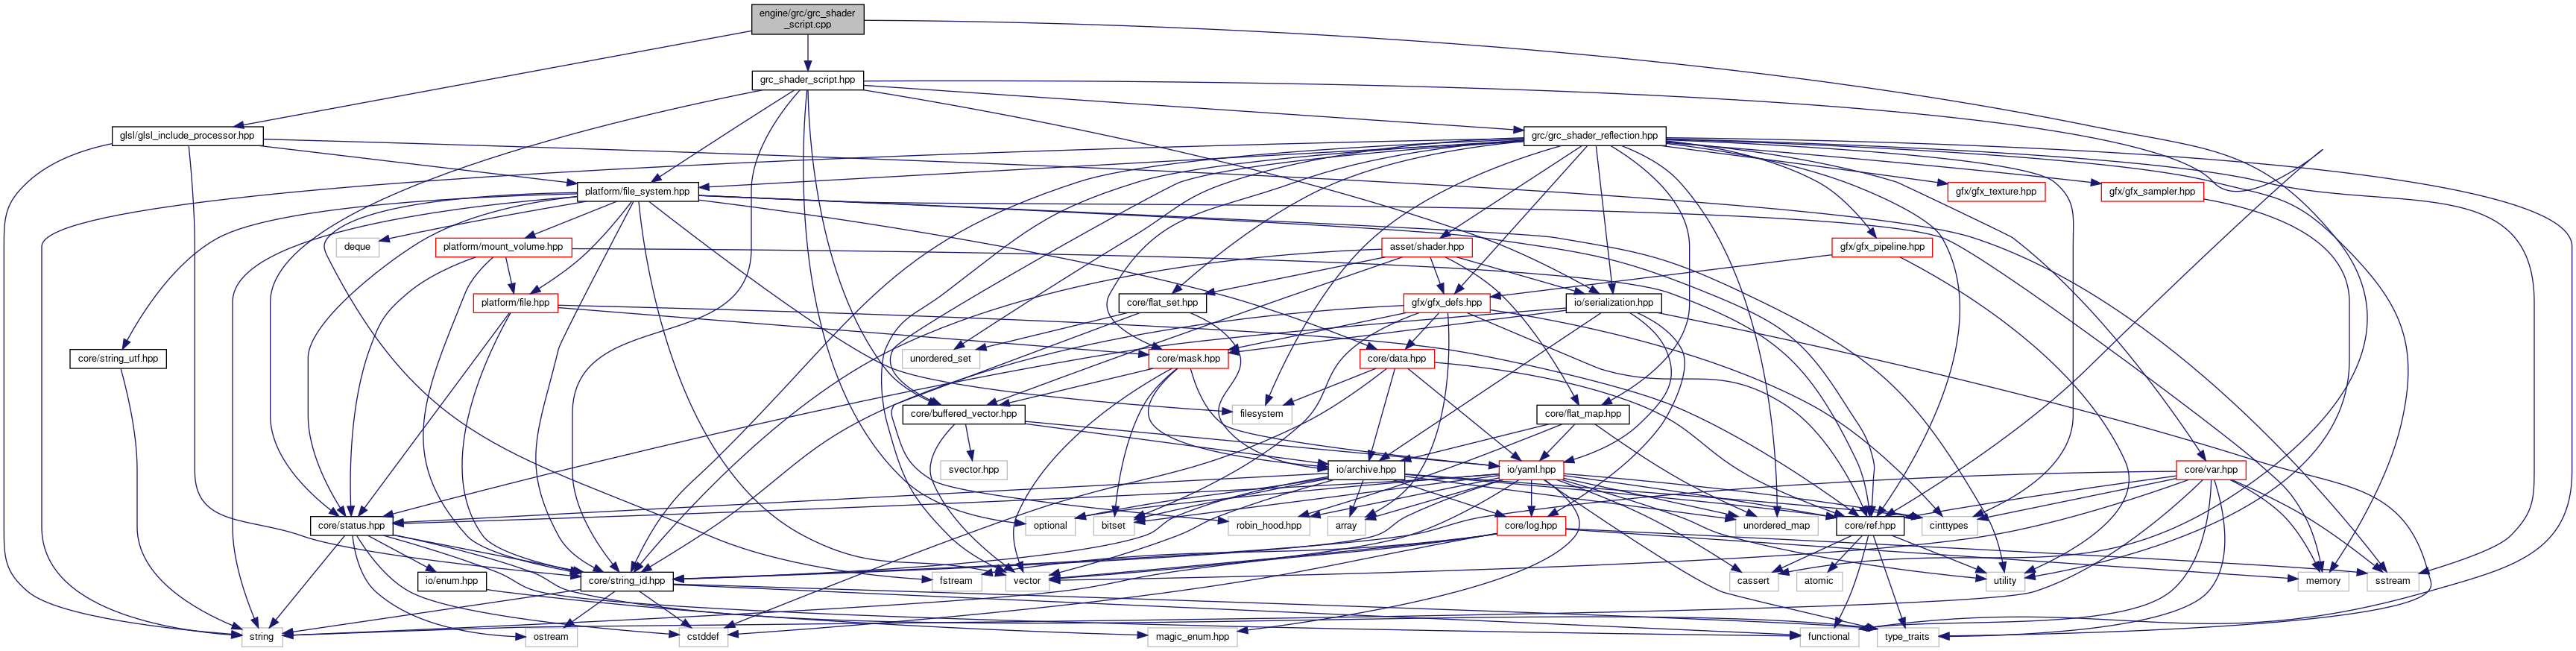 engine/grc/grc_shader
_script.cpp
grc_shader_script.hpp
glsl/glsl_include_processor.hpp
grc/grc_shader_reflection.hpp
platform/file_system.hpp
gfx/gfx_texture.hpp
gfx/gfx_sampler.hpp
deque
platform/mount_volume.hpp
asset/shader.hpp
gfx/gfx_pipeline.hpp
platform/file.hpp
core/flat_set.hpp
gfx/gfx_defs.hpp
io/serialization.hpp
core/string_utf.hpp
unordered_set
core/mask.hpp
core/data.hpp
core/buffered_vector.hpp
filesystem
core/flat_map.hpp
svector.hpp
io/archive.hpp
io/yaml.hpp
core/var.hpp
core/status.hpp
optional
bitset
robin_hood.hpp
array
core/log.hpp
unordered_map
core/ref.hpp
cinttypes
io/enum.hpp
core/string_id.hpp
fstream
vector
cassert
atomic
utility
memory
sstream
string
ostream
cstddef
magic_enum.hpp
functional
type_traits